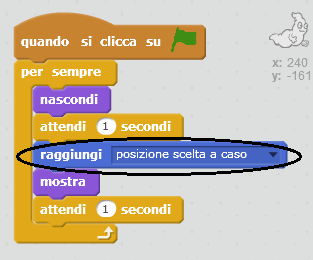 quando si clicca su
x: 240
y: -161
per sempre
nascondi
attendi 1 secondi
raggiungi posizione scelta a caso
mostra
attendi 1 secondi